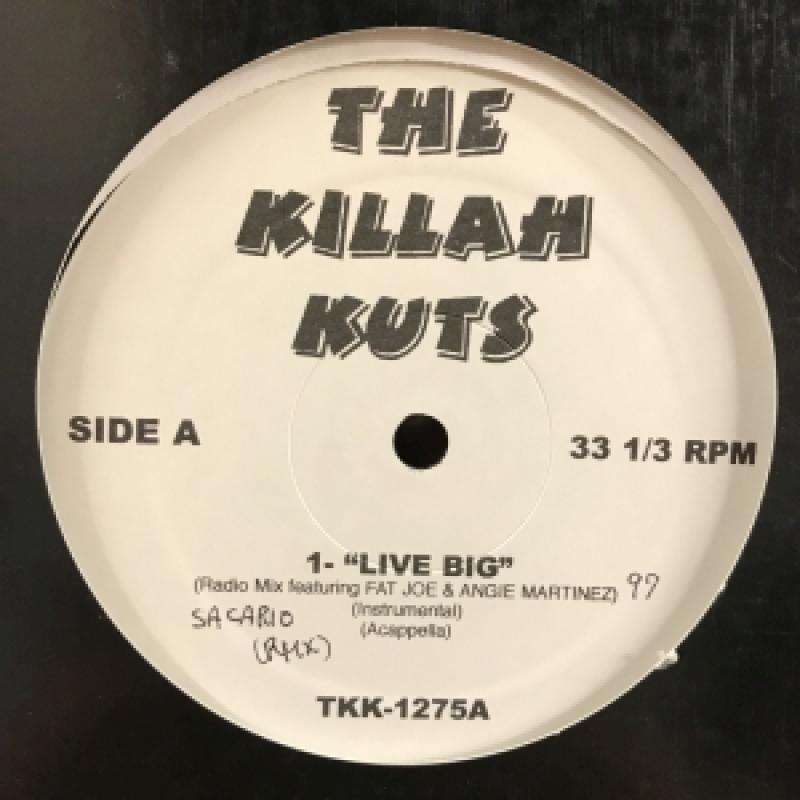 THE
KILLAH
KUTS
SIDE A
33 1/3 RPM
1- “LIVE BIG”
(Radio Mix featuring FAT JOE & ANGIE MARTINEZ) 97
(Instrumental)
SACARIO
(Acappella)
(RMX)
TKK-1275A